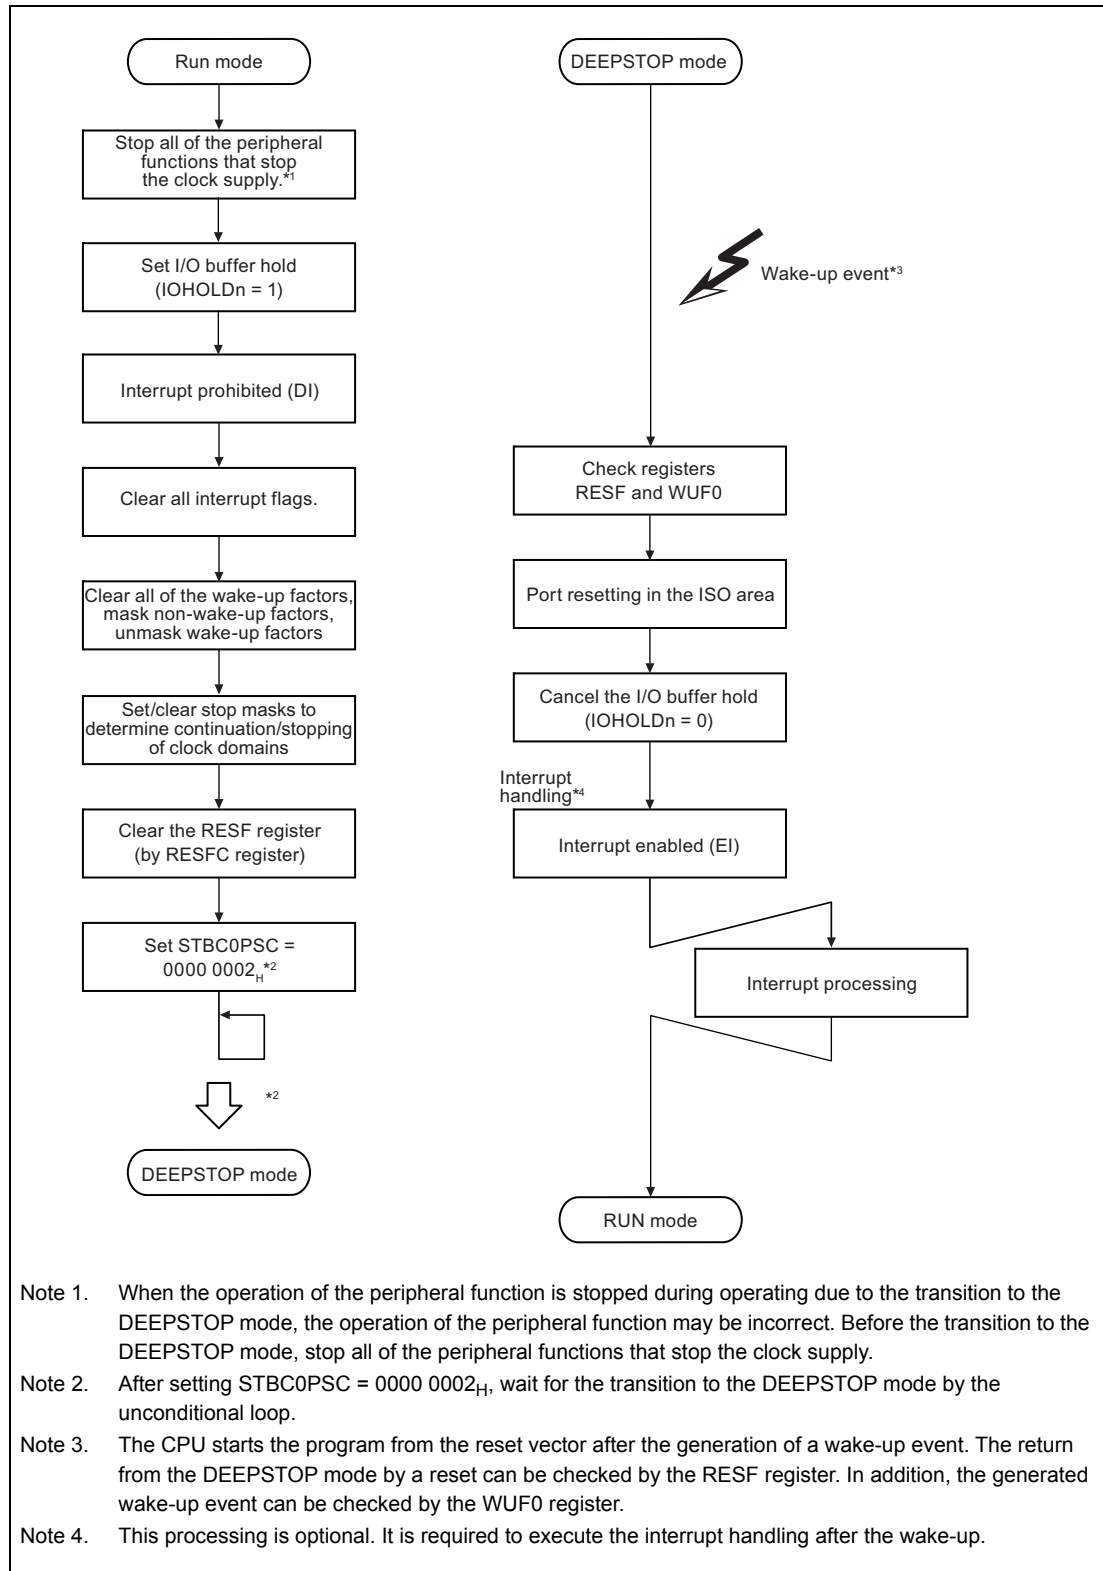 Run mode
Stop all of the peripheral
functions that stop
the clock supply.*1
Set I/O buffer hold
(IOHOLDn = 1)
Interrupt prohibited (DI)
Clear all interrupt flags.
Clear all of the wake-up factors,
mask non-wake-up factors,
unmask wake-up factors
Set/clear stop masks to
determine continuation/stopping
of clock domains
Clear the RESF register
(by RESFC register)
Set STBC0PSC =
0000 0002H*2
*2
DEEPSTOP mode
DEEPSTOP mode
Wake-up event*3
Check registers
RESF and WUF0
Port resetting in the ISO area
Cancel the I/O buffer hold
(IOHOLDn = 0)
Interrupt
handling*4
Interrupt enabled (EI)
Interrupt processing
RUN mode
Note 1. When the operation of the peripheral function is stopped during operating due to the transition to the
DEEPSTOP mode, the operation of the peripheral function may be incorrect. Before the transition to the
DEEPSTOP mode, stop all of the peripheral functions that stop the clock supply.
Note 2. After setting STBC0PSC = 0000 0002H, wait for the transition to the DEEPSTOP mode by the
unconditional loop.
Note 3. The CPU starts the program from the reset vector after the generation of a wake-up event. The return
from the DEEPSTOP mode by a reset can be checked by the RESF register. In addition, the generated
wake-up event can be checked by the WUF0 register.
Note 4. This processing is optional. It is required to execute the interrupt handling after the wake-up.